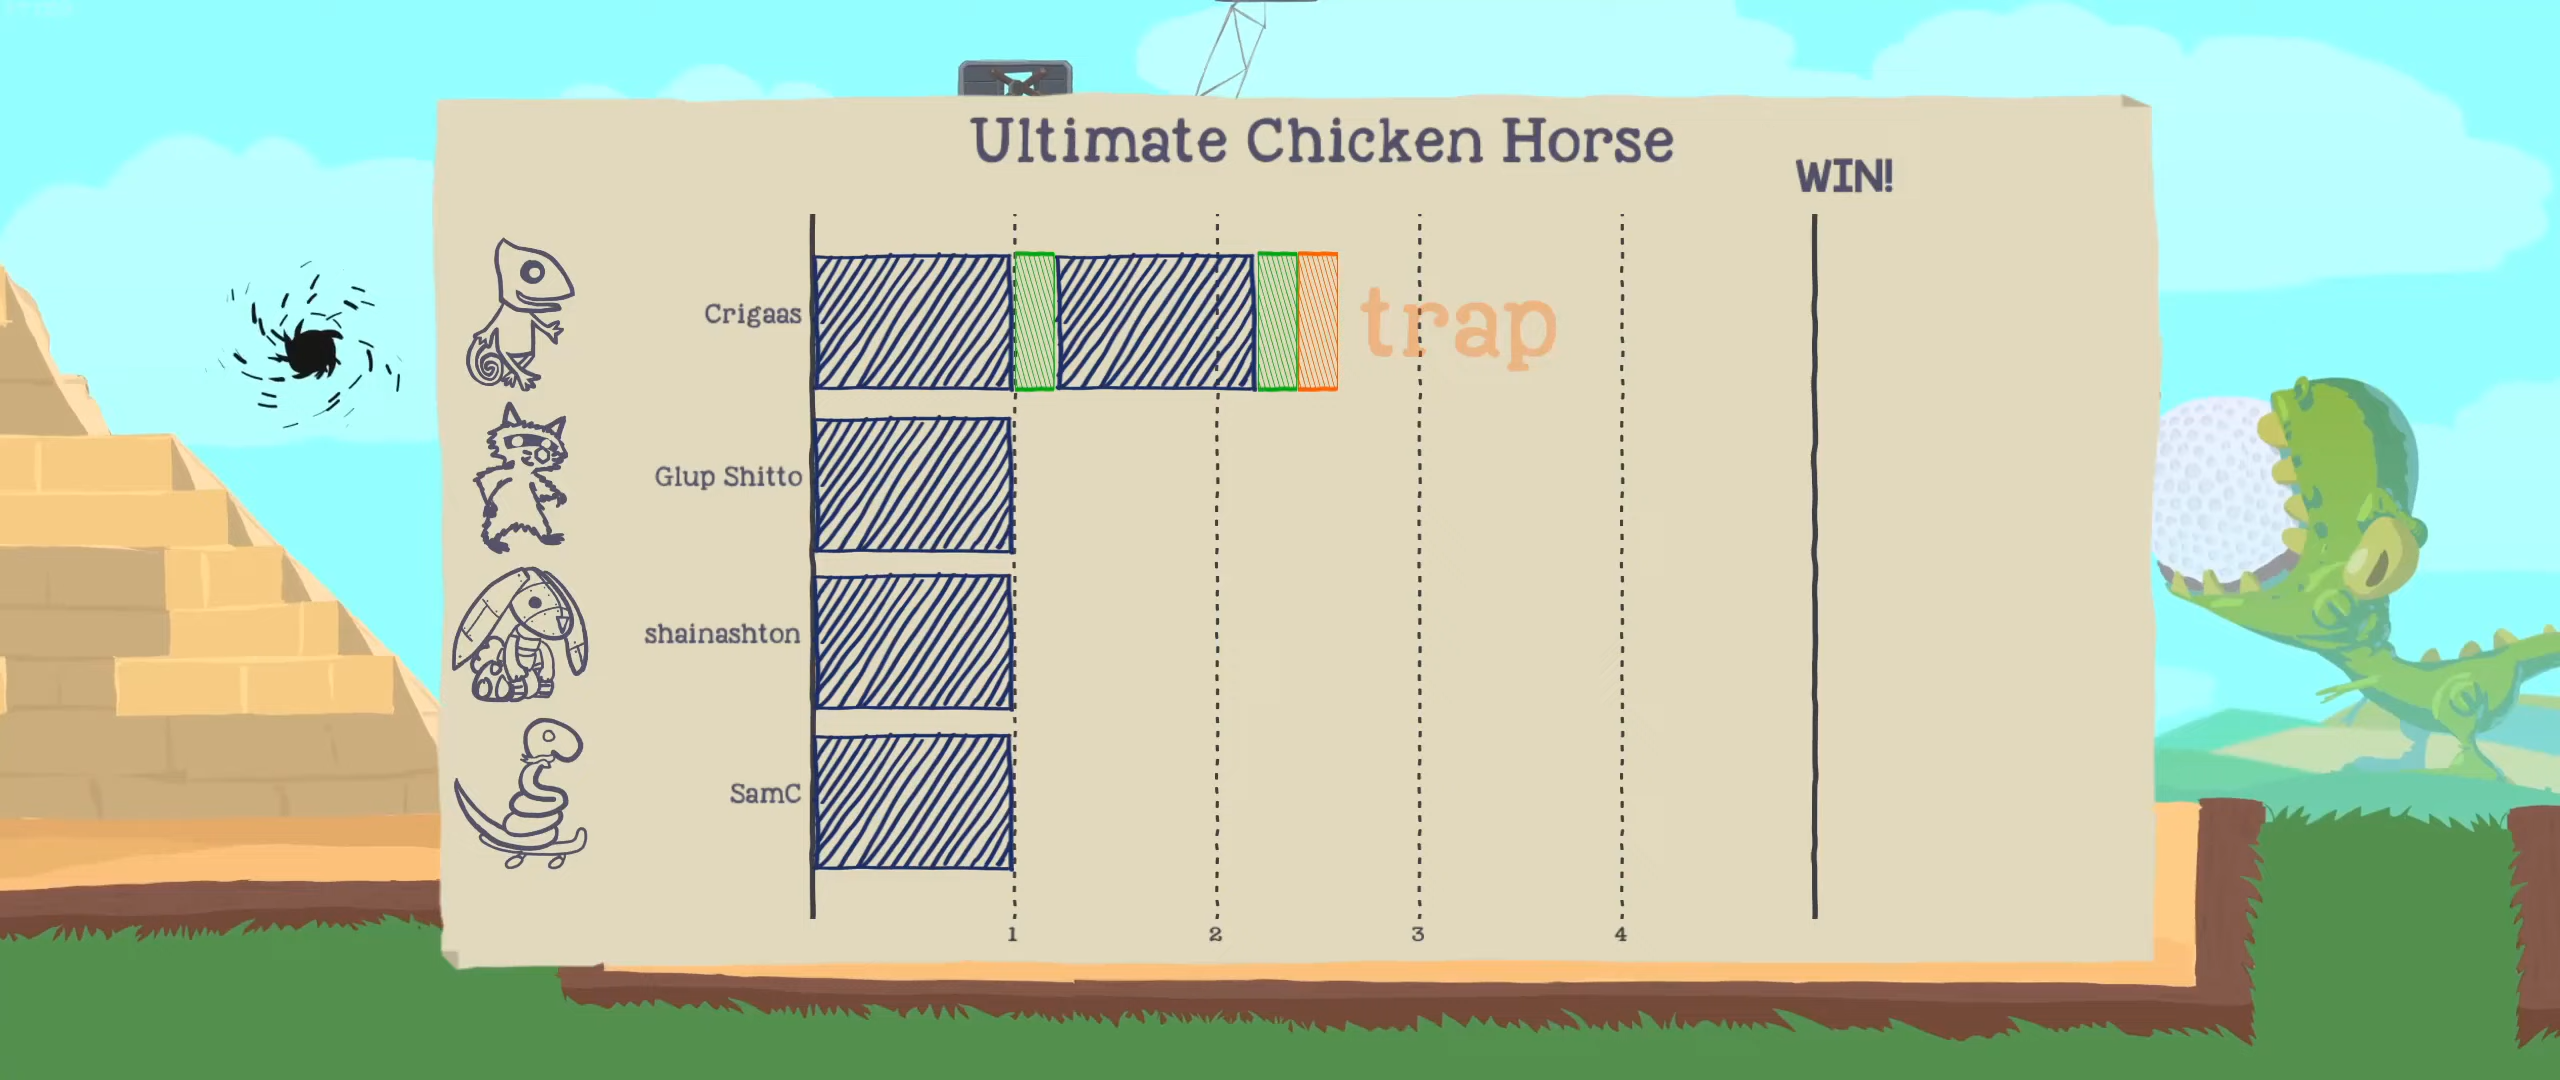 Ultimate Chicken Horse
WIN!
Crigaas
trap
Glup Shitto
shainashton
SamC
1 2 3 4